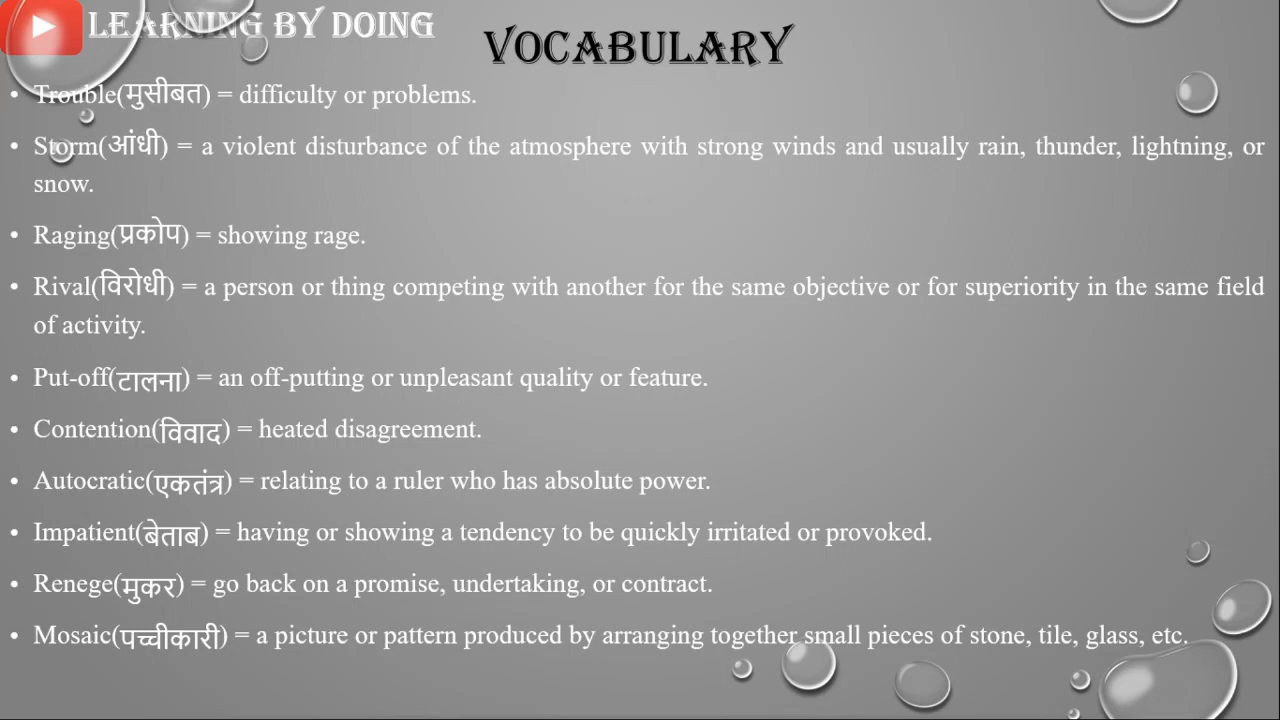 LEARNING BY DOING
VOCABULARY
• Trouble(मुसीबत) = difficulty or problems.
• Storm(आंधी) = a violent disturbance of the atmosphere with strong winds and usually rain, thunder, lightning, or
snow.
• Raging(प्रकोप) = showing rage.
• Rival(विरोधी) = a person or thing competing with another for the same objective or for superiority in the same field
of activity.
• Put-off(टालना) = an off-putting or unpleasant quality or feature.
• Contention(विवाद) = heated disagreement.
• Autocratic(एकतंत्र) = relating to a ruler who has absolute power.
• Impatient(बेताब) = having or showing a tendency to be quickly irritated or provoked.
• Renege(मुकर) = go back on a promise, undertaking, or contract.
• Mosaic(पच्चीकारी) = a picture or pattern produced by arranging together small pieces of stone, tile, glass, etc.